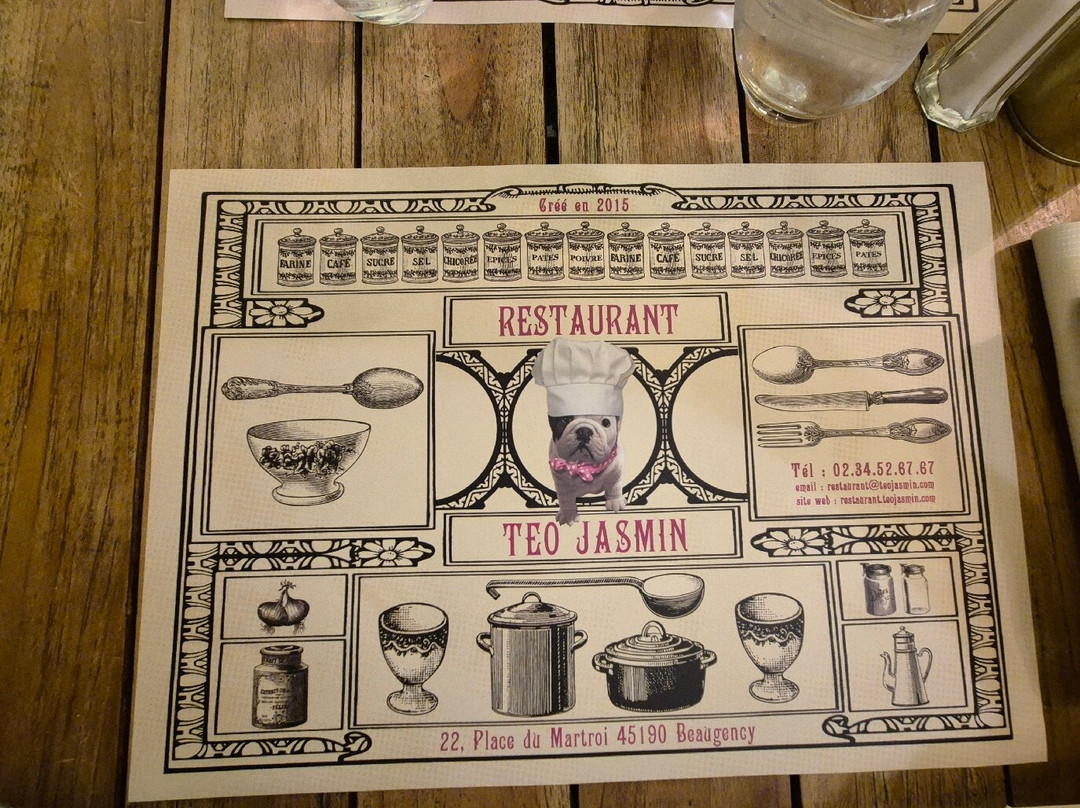 Créé en 2015
FARINE CAFÉ SUCRE SEL CHICORÉE EPICES PATES POIVRE FARINE CAFÉ SUCRE SEL CHICORÉE EPICES PATES
RESTAURANT
Tél : 02.34.52.67.67
email : restaurant@teojasmin.com
site web : restaurant.teojasmin.com
TEO JASMIN
22, Place du Martroi 45190 Beaugency